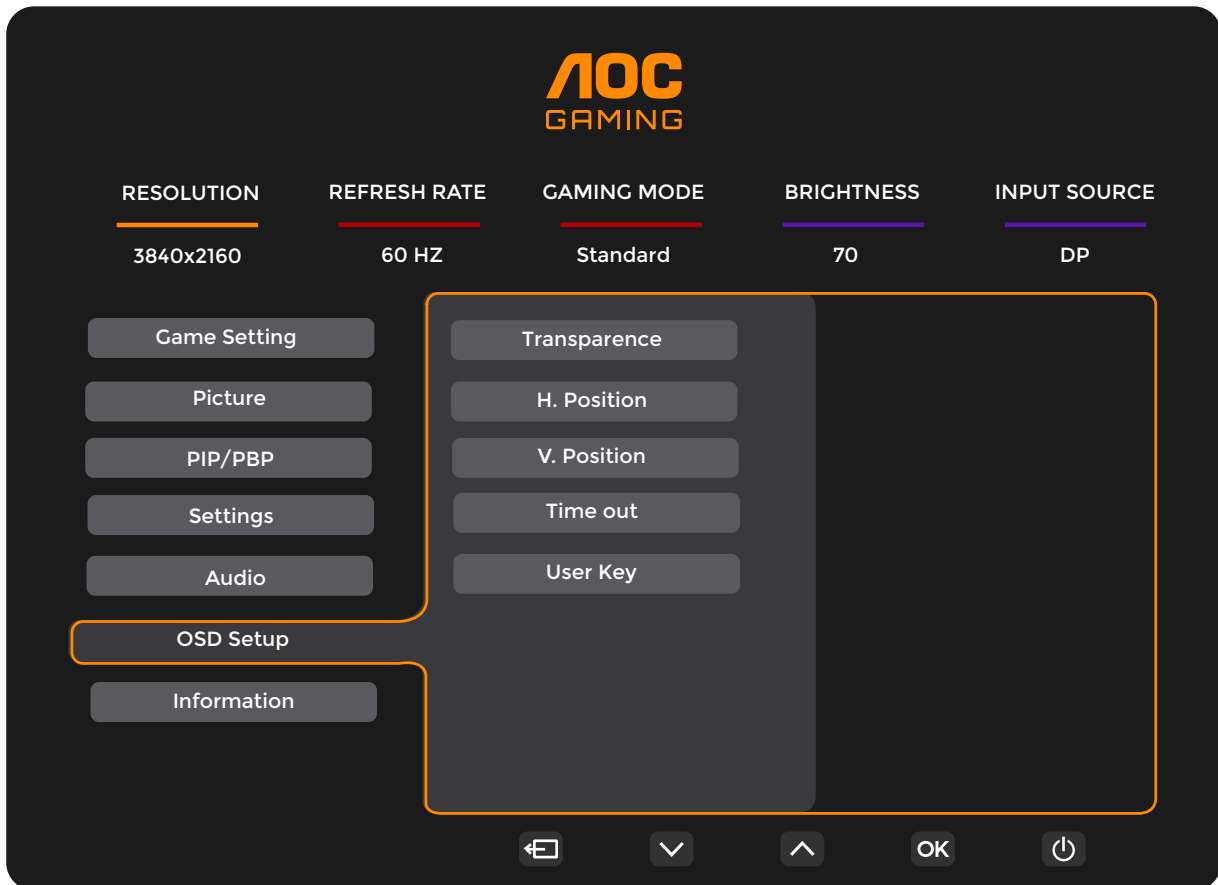 AOC
GAMING
RESOLUTION REFRESH RATE GAMING MODE BRIGHTNESS INPUT SOURCE
3840x2160 60 HZ Standard 70 DP
Game Setting
Picture
PIP/PBP
Settings
Audio
OSD Setup
Information
Transparence
H. Position
V. Position
Time out
User Key
OK